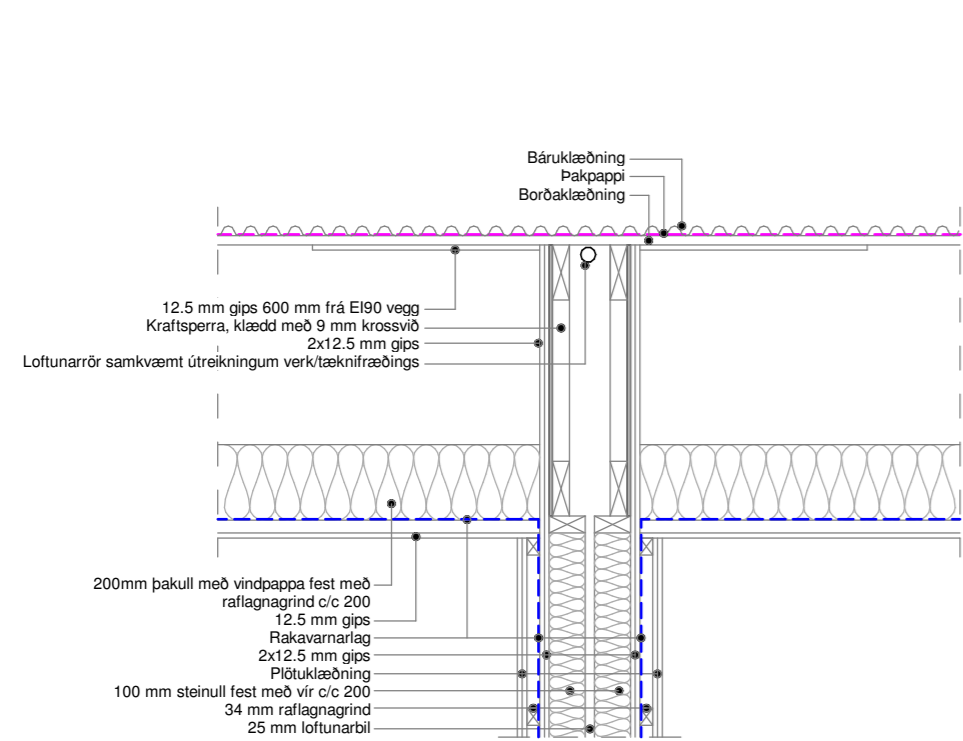 Báruklæðning
Þakpappi
Borðaklæðning
12.5 mm gips 600 mm frá EI90 vegg
Kraftsperra, klædd með 9 mm krossvið
2x12.5 mm gips
Loftunarrör samkvæmt útreikningum verk/tæknifræðings
200mm þakull með vindpappa fest með
raflagnagrind c/c 200
12.5 mm gips
Rakavarnarlag
2x12.5 mm gips
Plötuklæðning
100 mm steinull fest með vír c/c 200
34 mm raflagnagrind
25 mm loftunarbil